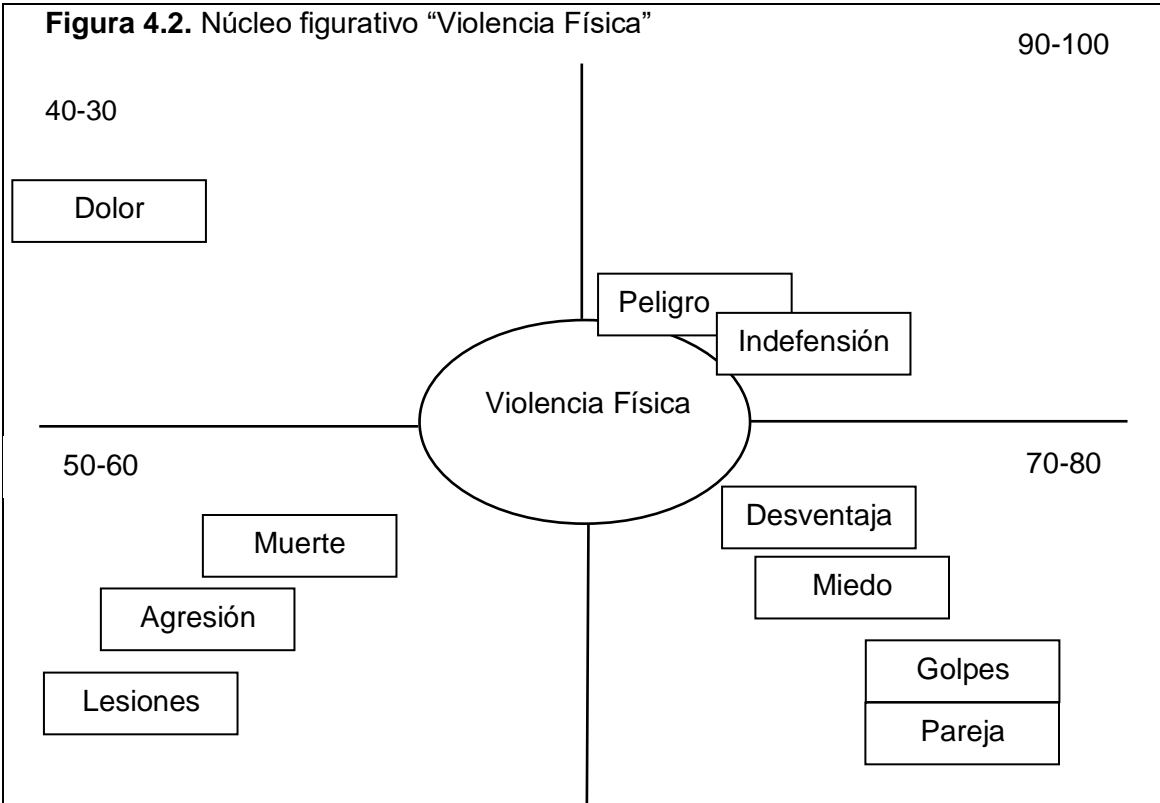 Figura 4.2. Núcleo figurativo “Violencia Física”
90-100
40-30
Dolor
Peligro
Indefensión
Violencia Física
50-60
70-80
Desventaja
Muerte
Miedo
Agresión
Golpes
Lesiones
Pareja